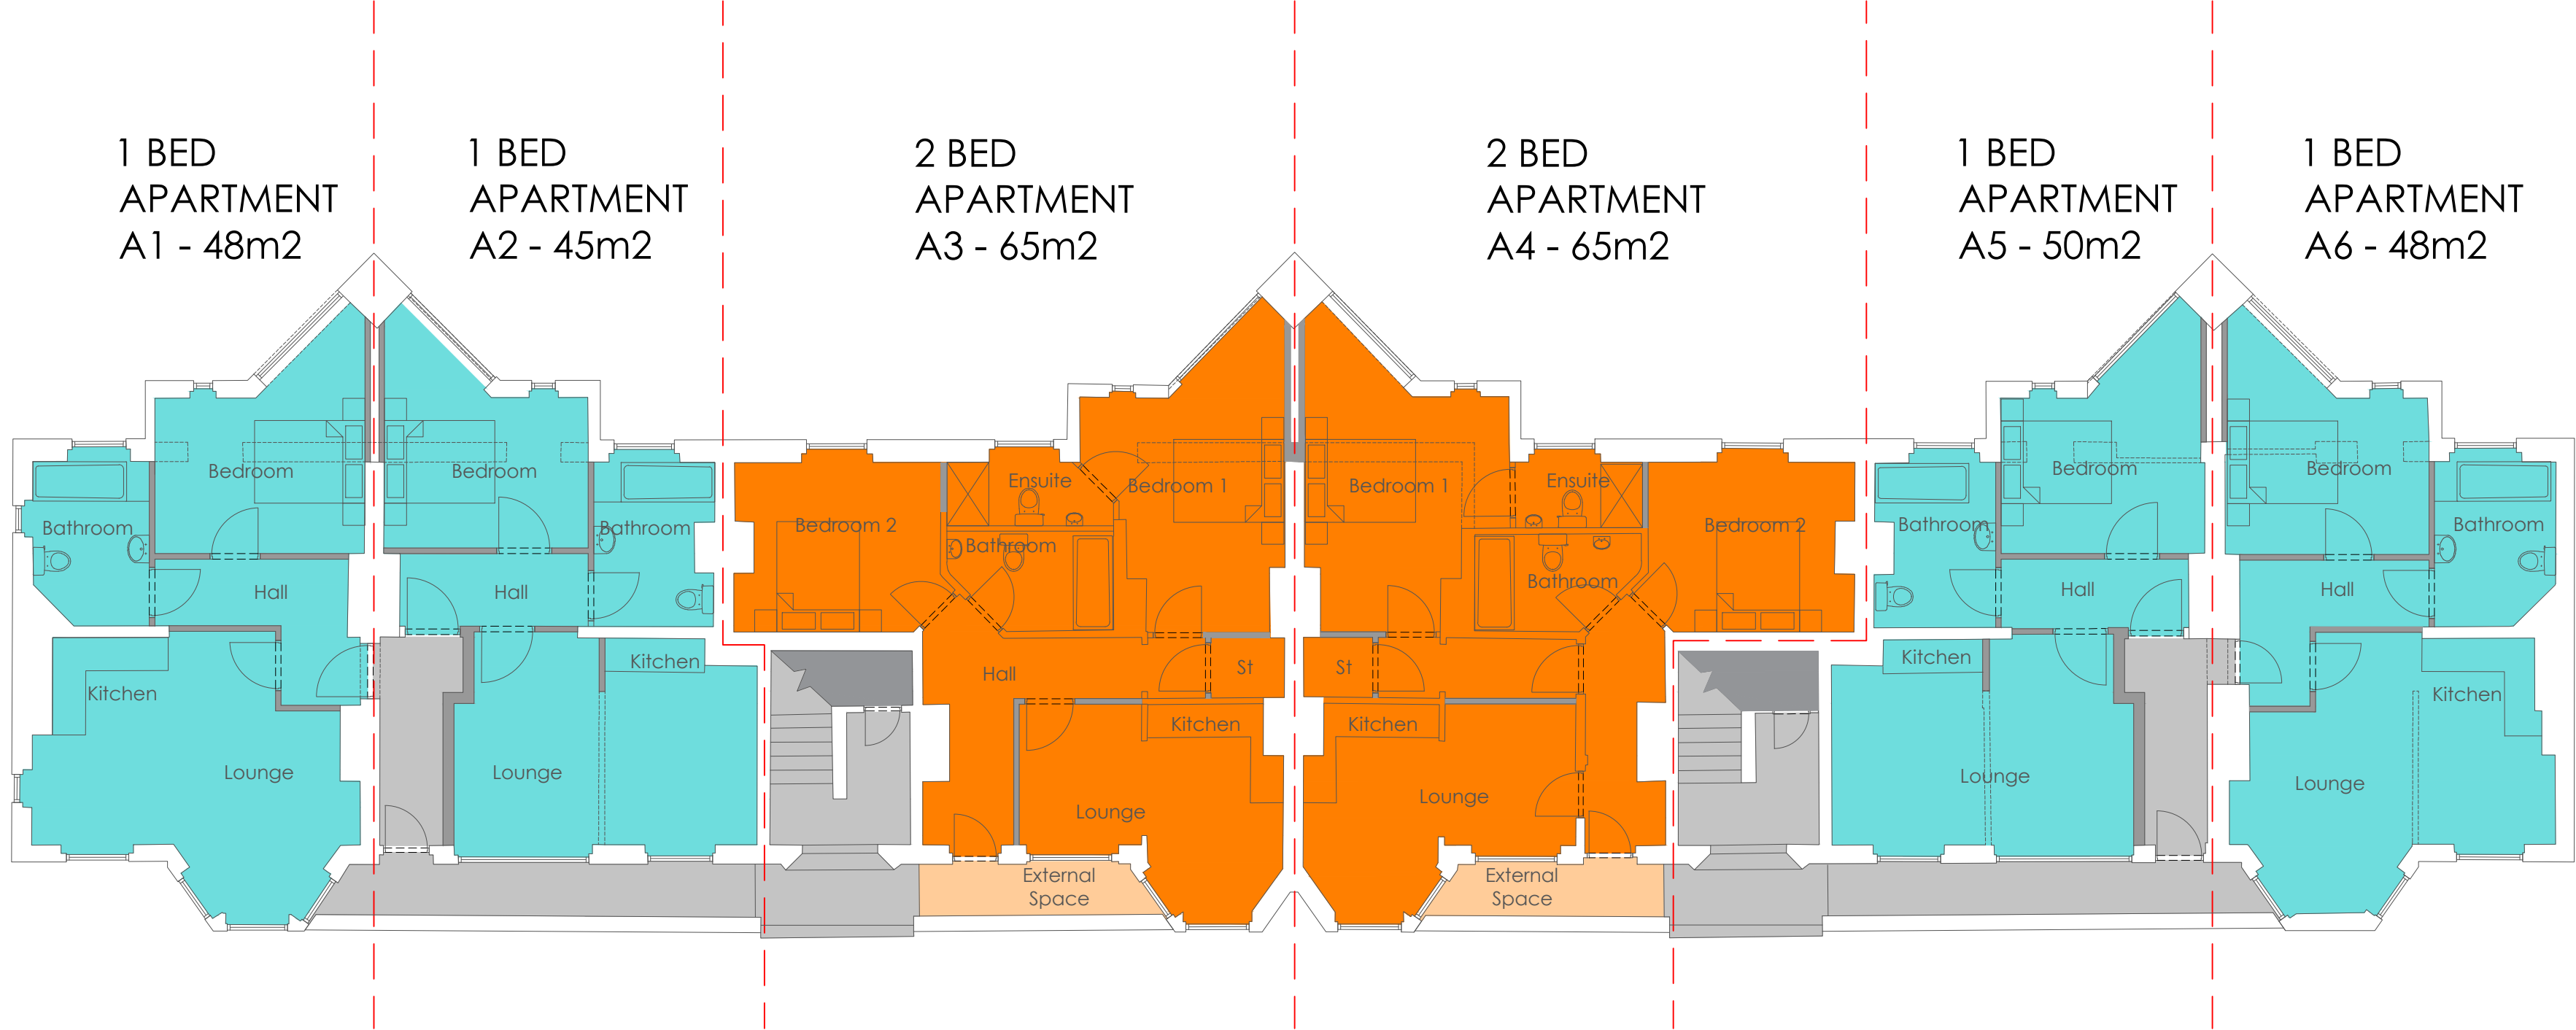 1 BED
APARTMENT
A1 - 48m2
1 BED
APARTMENT
A2 - 45m2
2 BED
APARTMENT
A3 - 65m2
2 BED
APARTMENT
A4 - 65m2
1 BED
APARTMENT
A5 - 50m2
1 BED
APARTMENT
A6 - 48m2
Bedroom
Bathroom
Hall
Kitchen
Lounge
Bedroom
Bathroom
Hall
Kitchen
Lounge
Bedroom 2
Ensuite
Bedroom 1
Bathroom
Hall
St
Kitchen
Lounge
External
Space
Bedroom 1
Ensuite
Bedroom 2
Bathroom
St
Kitchen
Lounge
External
Space
Bedroom
Bathroom
Hall
Kitchen
Lounge
Bedroom
Bathroom
Hall
Kitchen
Lounge